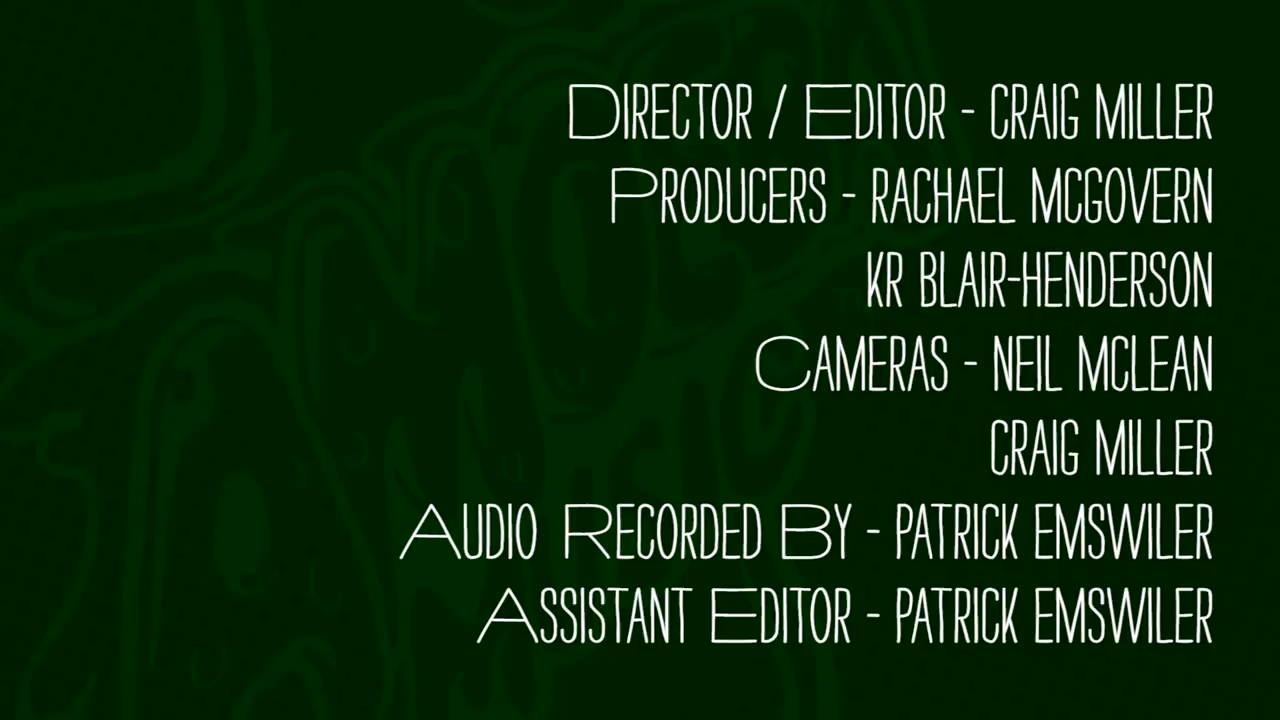 Director / Editor - CRAIG MILLER
Producers - RACHAEL MCGOVERN
KR BLAIR-HENDERSON
Cameras - NEIL MCLEAN
CRAIG MILLER
Audio Recorded By - PATRICK EMSWILER
Assistant Editor - PATRICK EMSWILER